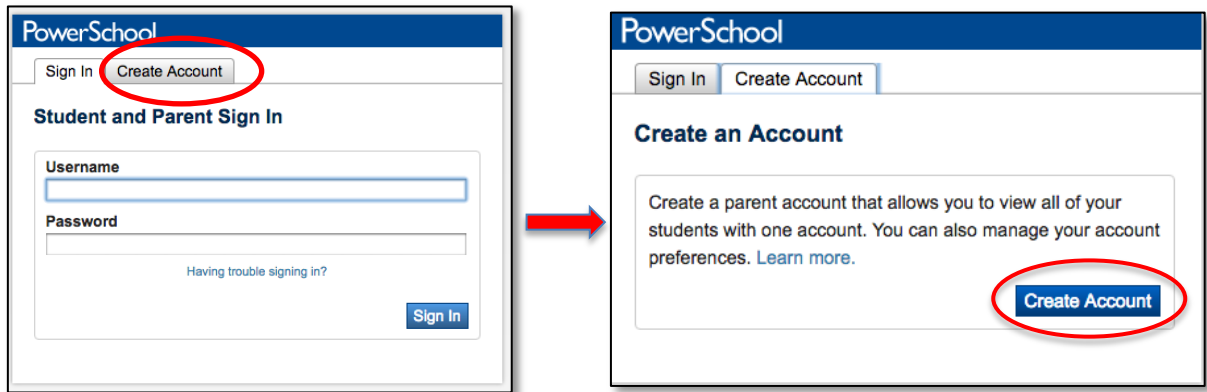 PowerSchool
Sign In Create Account
Student and Parent Sign In
Username
Password
Having trouble signing in?
Sign In
PowerSchool
Sign In Create Account
Create an Account
Create a parent account that allows you to view all of your
students with one account. You can also manage your account
preferences. Learn more.
Create Account